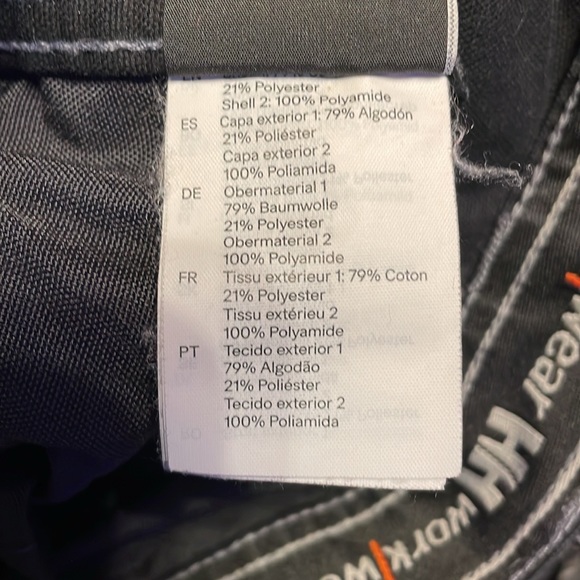 21% Polyester
Shell 2: 100% Polyamide
ES Capa exterior 1: 79% Algodón
21% Poliéster
Capa exterior 2
100% Poliamida
DE Obermaterial 1
79% Baumwolle
21% Polyester
Obermaterial 2
100% Polyamide
FR Tissu extérieur 1: 79% Coton
21% Polyester
Tissu extérieu 2
100% Polyamide
PT Tecido exterior 1
79% Algodão
21% Poliéster
Tecido exterior 2
100% Poliamida
wear HH work